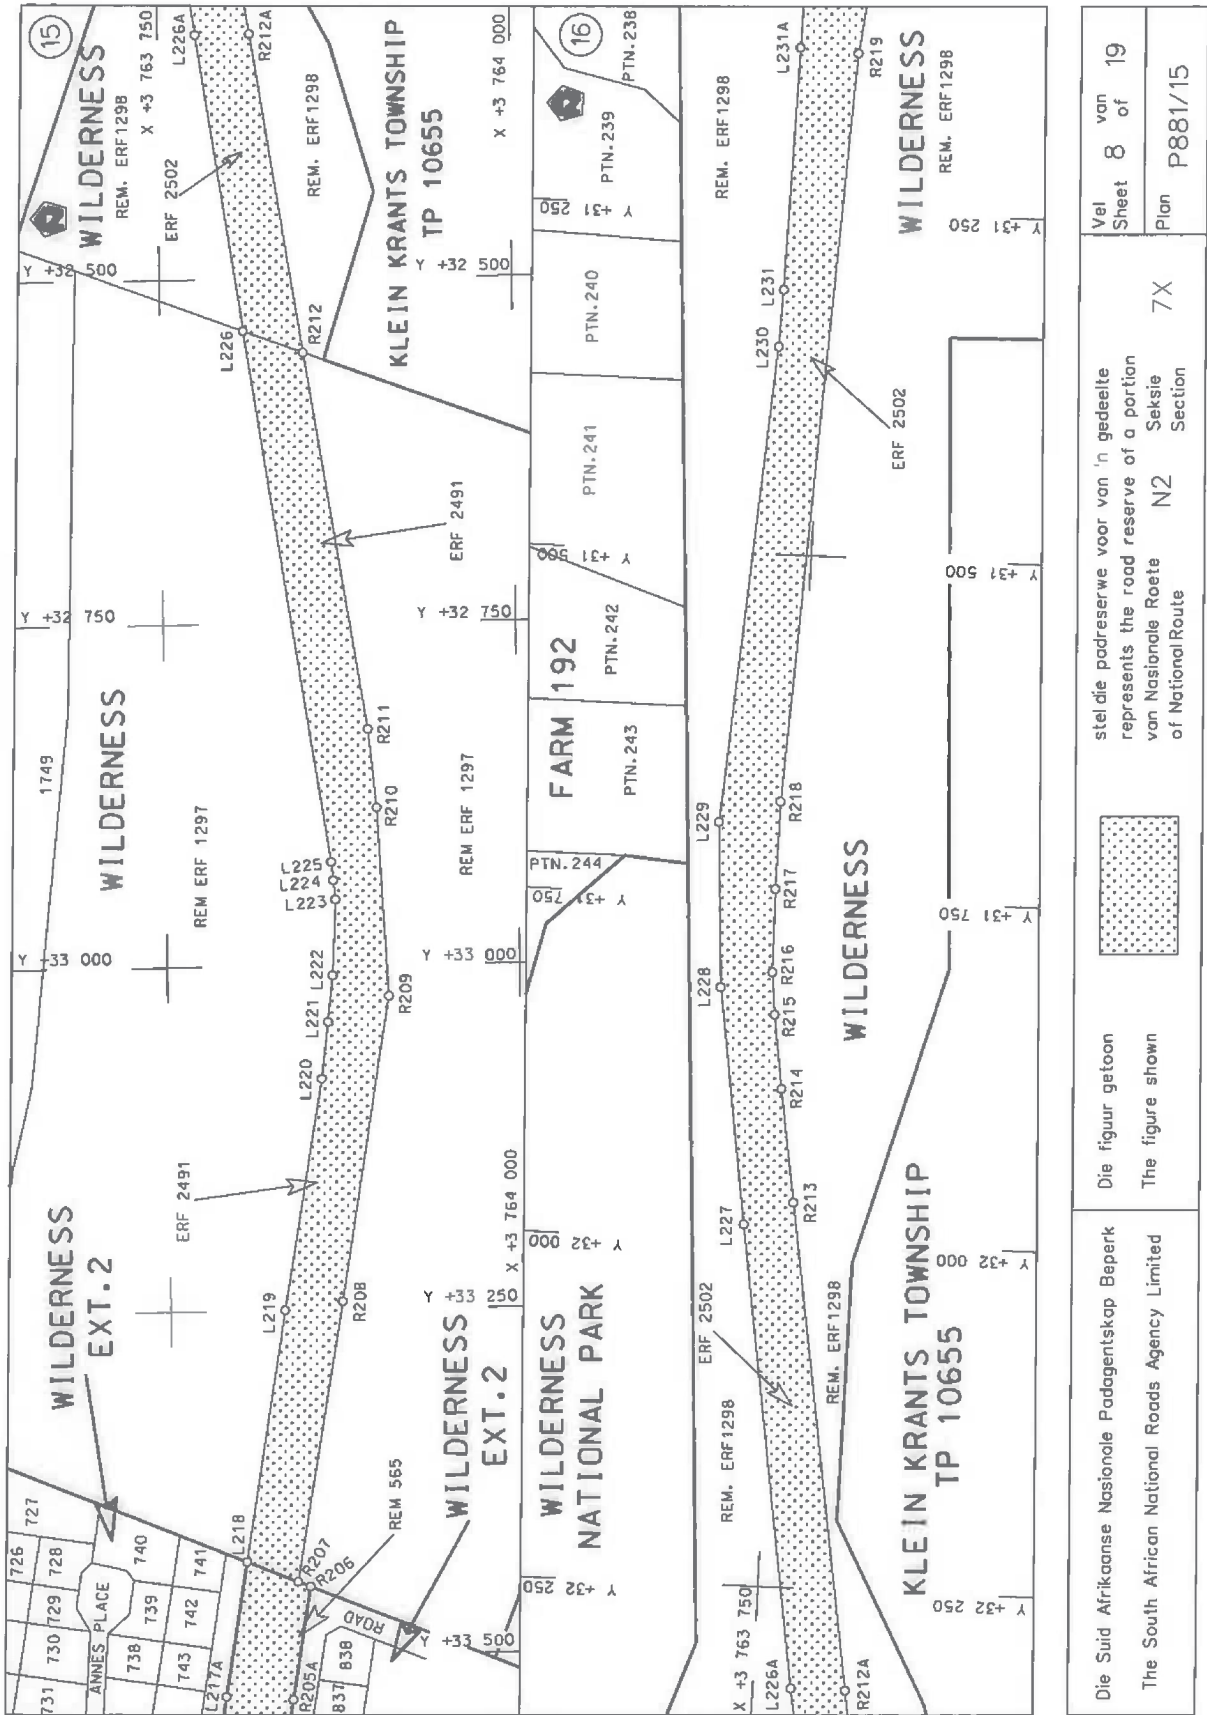 15
WILDERNESS
EXT.2
WILDERNESS
WILDERNESS
1749
REM ERF 1297
REM. ERF1298
X +3 763 750
Y +33 000
Y +32 750
Y +32 500
ERF 2491
ERF 2502
726
727
728
729
730
731
ANNES PLACE
740
741
739
742
738
743
837
838
ROAD
L217A
L218
L219
L220
L221
L222
L223
L224
L225
L226
L226A
R205A
R206
R207
R208
R209
R210
R211
R212
R212A
REM 565
ERF 2491
REM ERF 1297
REM. ERF1298
KLEIN KRANTS TOWNSHIP
TP 10655
WILDERNESS
EXT.2
Y +33 500
Y +33 250
X +3 764 000
Y +33 000
Y +32 750
Y +32 500
X +3 764 000
16
WILDERNESS
NATIONAL PARK
FARM 192
PTN.244
PTN.243
PTN.242
PTN.241
PTN.240
PTN.239
PTN.238
Y +32 250
Y +32 000
Y +31 750
Y +31 500
Y +31 250
X +3 763 750
REM. ERF1298
ERF 2502
REM. ERF1298
L226A
L227
L228
L229
L230
L231
L231A
R212A
R213
R214
R215
R216
R217
R218
R219
REM. ERF1298
ERF 2502
WILDERNESS
WILDERNESS
REM. ERF1298
KLEIN KRANTS TOWNSHIP
TP 10655
Y +32 250
Y +32 000
Y +31 750
Y +31 500
Y +31 250
Die Suid Afrikaanse Nasionale Padagentskap Beperk
The South African National Roads Agency Limited
Die figuur getoon
The figure shown
stel die padreserwe voor van 'n gedeelte
represents the road reserve of a portion
van Nasionale Roete N2 Seksie 7X
of National Route Section
Vel 8 van 19
Sheet of
Plan P881/15